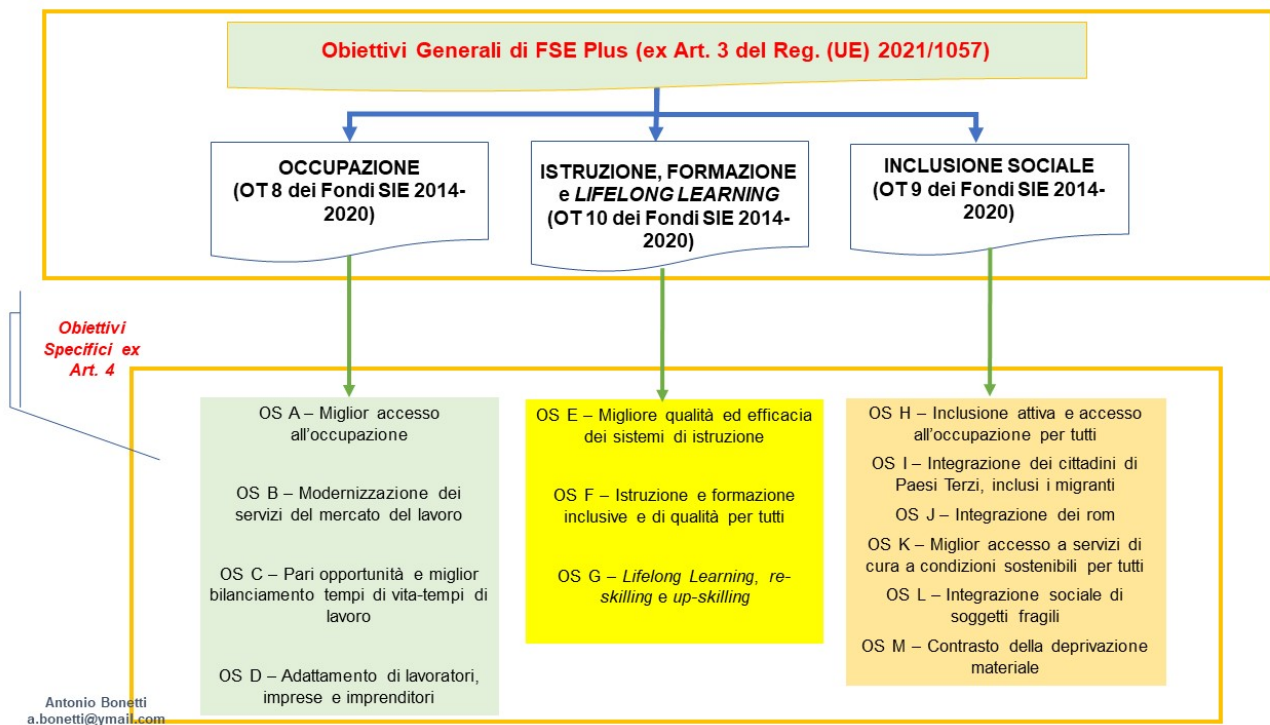 Obiettivi Generali di FSE Plus (ex Art. 3 del Reg. (UE) 2021/1057)
OCCUPAZIONE
(OT 8 dei Fondi SIE 2014-
2020)
ISTRUZIONE, FORMAZIONE
e LIFELONG LEARNING
(OT 10 dei Fondi SIE 2014-
2020)
INCLUSIONE SOCIALE
(OT 9 dei Fondi SIE 2014-
2020)
Obiettivi
Specifici ex
Art. 4
OS A – Miglior accesso
all'occupazione
OS B – Modernizzazione dei
servizi del mercato del lavoro
OS C – Pari opportunità e miglior
bilanciamento tempi di vita-tempi di
lavoro
OS D – Adattamento di lavoratori,
imprese e imprenditori
OS E – Migliore qualità ed efficacia
dei sistemi di istruzione
OS F – Istruzione e formazione
inclusive e di qualità per tutti
OS G – Lifelong Learning, re-
skilling e up-skilling
OS H – Inclusione attiva e accesso
all'occupazione per tutti
OS I – Integrazione dei cittadini di
Paesi Terzi, inclusi i migranti
OS J – Integrazione dei rom
OS K – Miglior accesso a servizi di
cura a condizioni sostenibili per tutti
OS L – Integrazione sociale di
soggetti fragili
OS M – Contrasto della deprivazione
materiale
Antonio Bonetti
a.bonetti@ymail.com